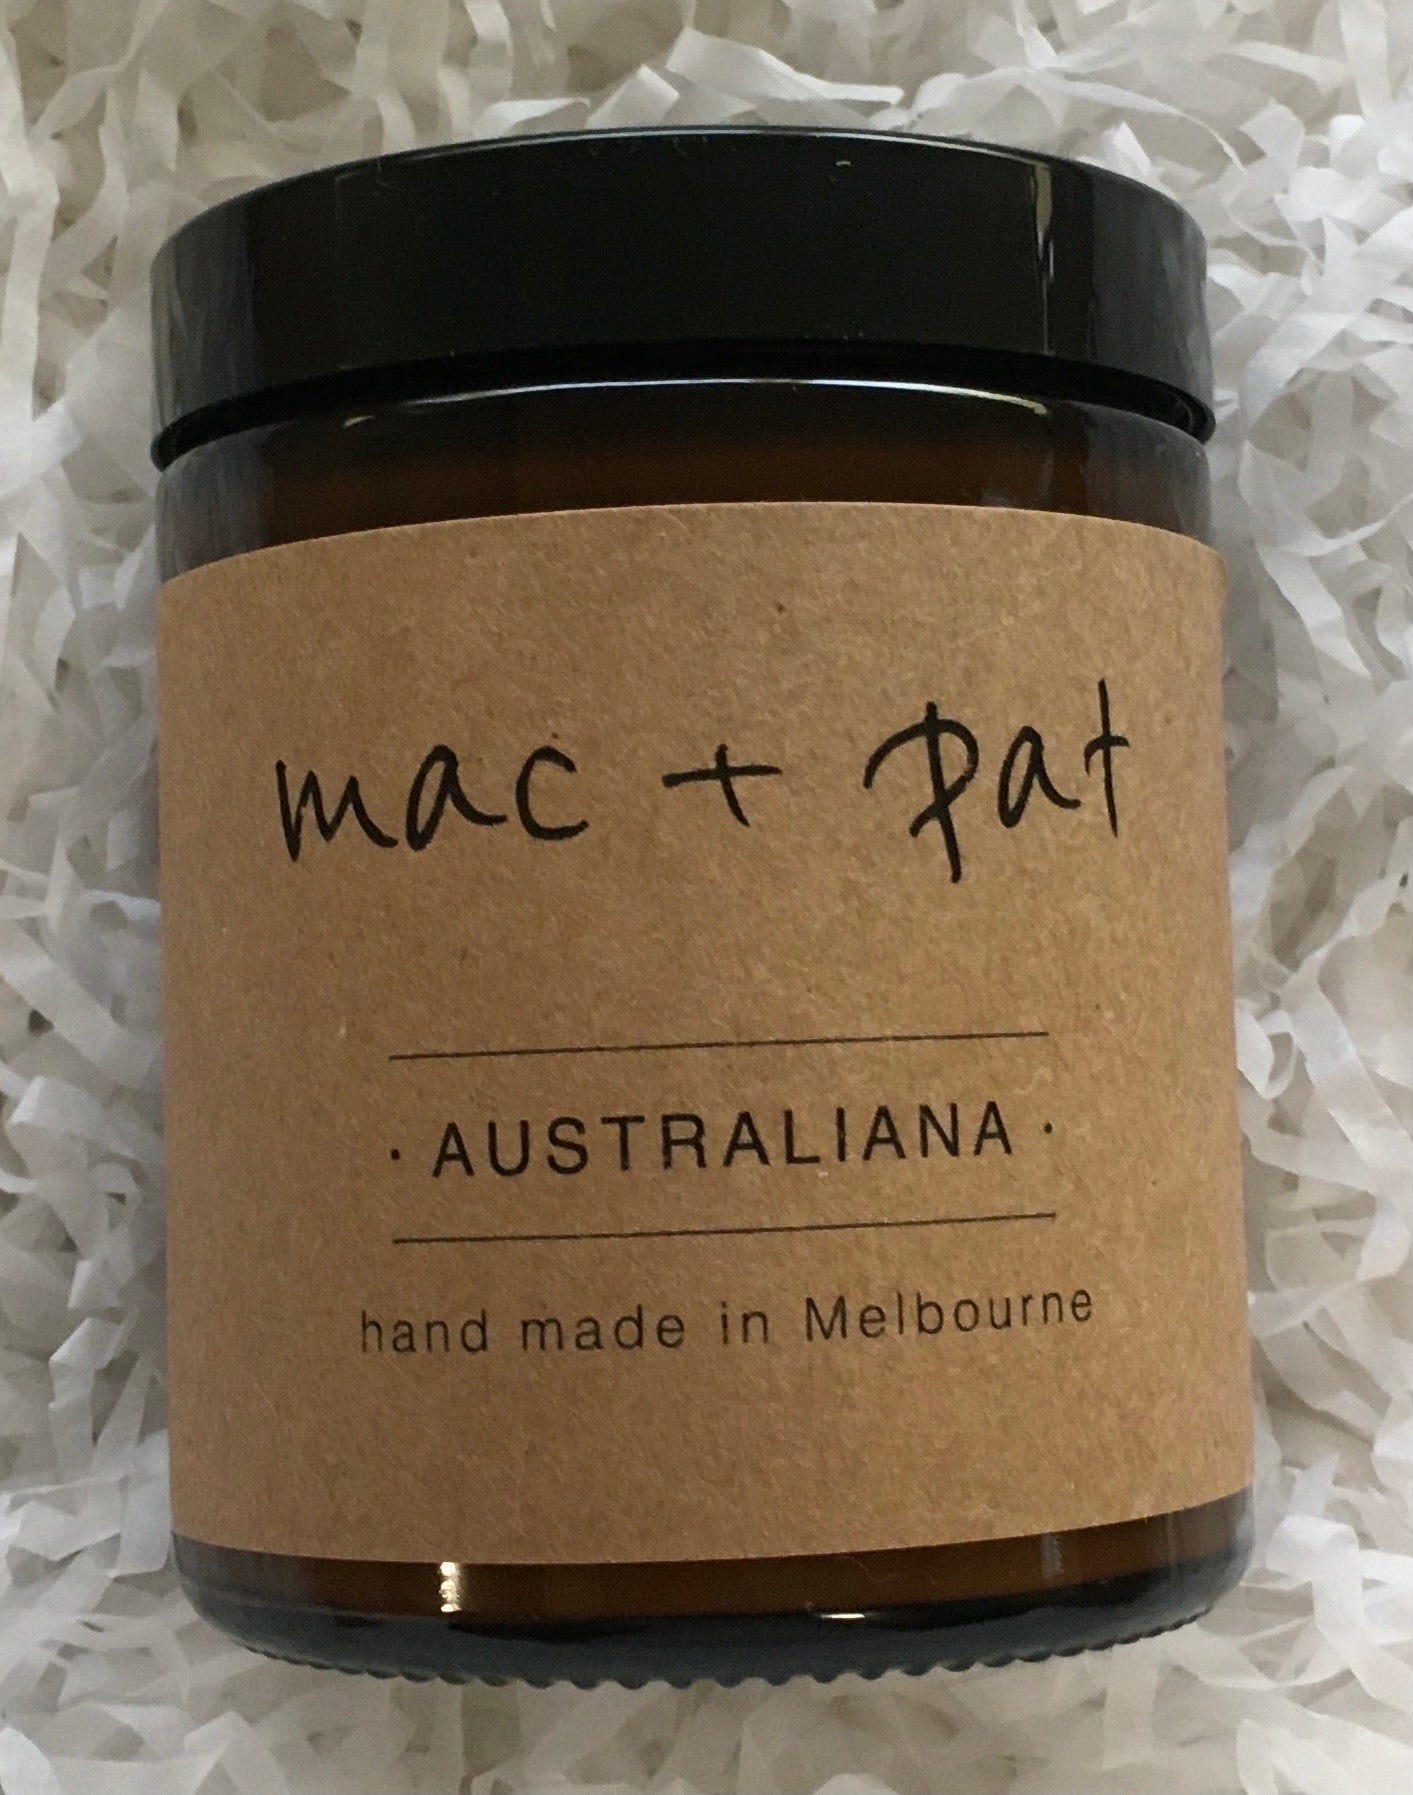 mac + Pat
· AUSTRALIANA ·
hand made in Melbourne